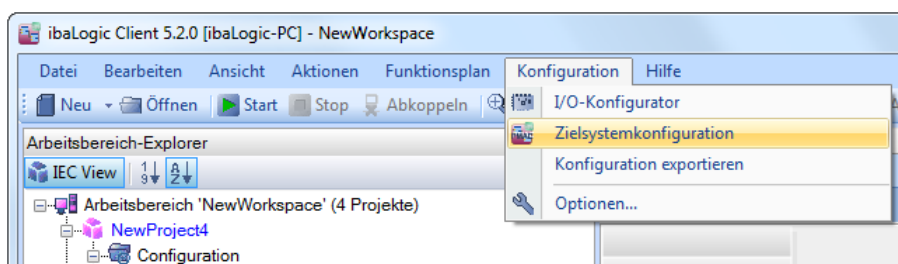 ibaLogic Client 5.2.0 [ibaLogic-PC] - NewWorkspace
Datei Bearbeiten Ansicht Aktionen Funktionsplan Konfiguration Hilfe
Neu Öffnen Start Stop Abkoppeln
I/O-Konfigurator
Zielsystemkonfiguration
Konfiguration exportieren
Optionen...
Arbeitsbereich-Explorer
IEC View
Arbeitsbereich 'NewWorkspace' (4 Projekte)
NewProject4
Configuration